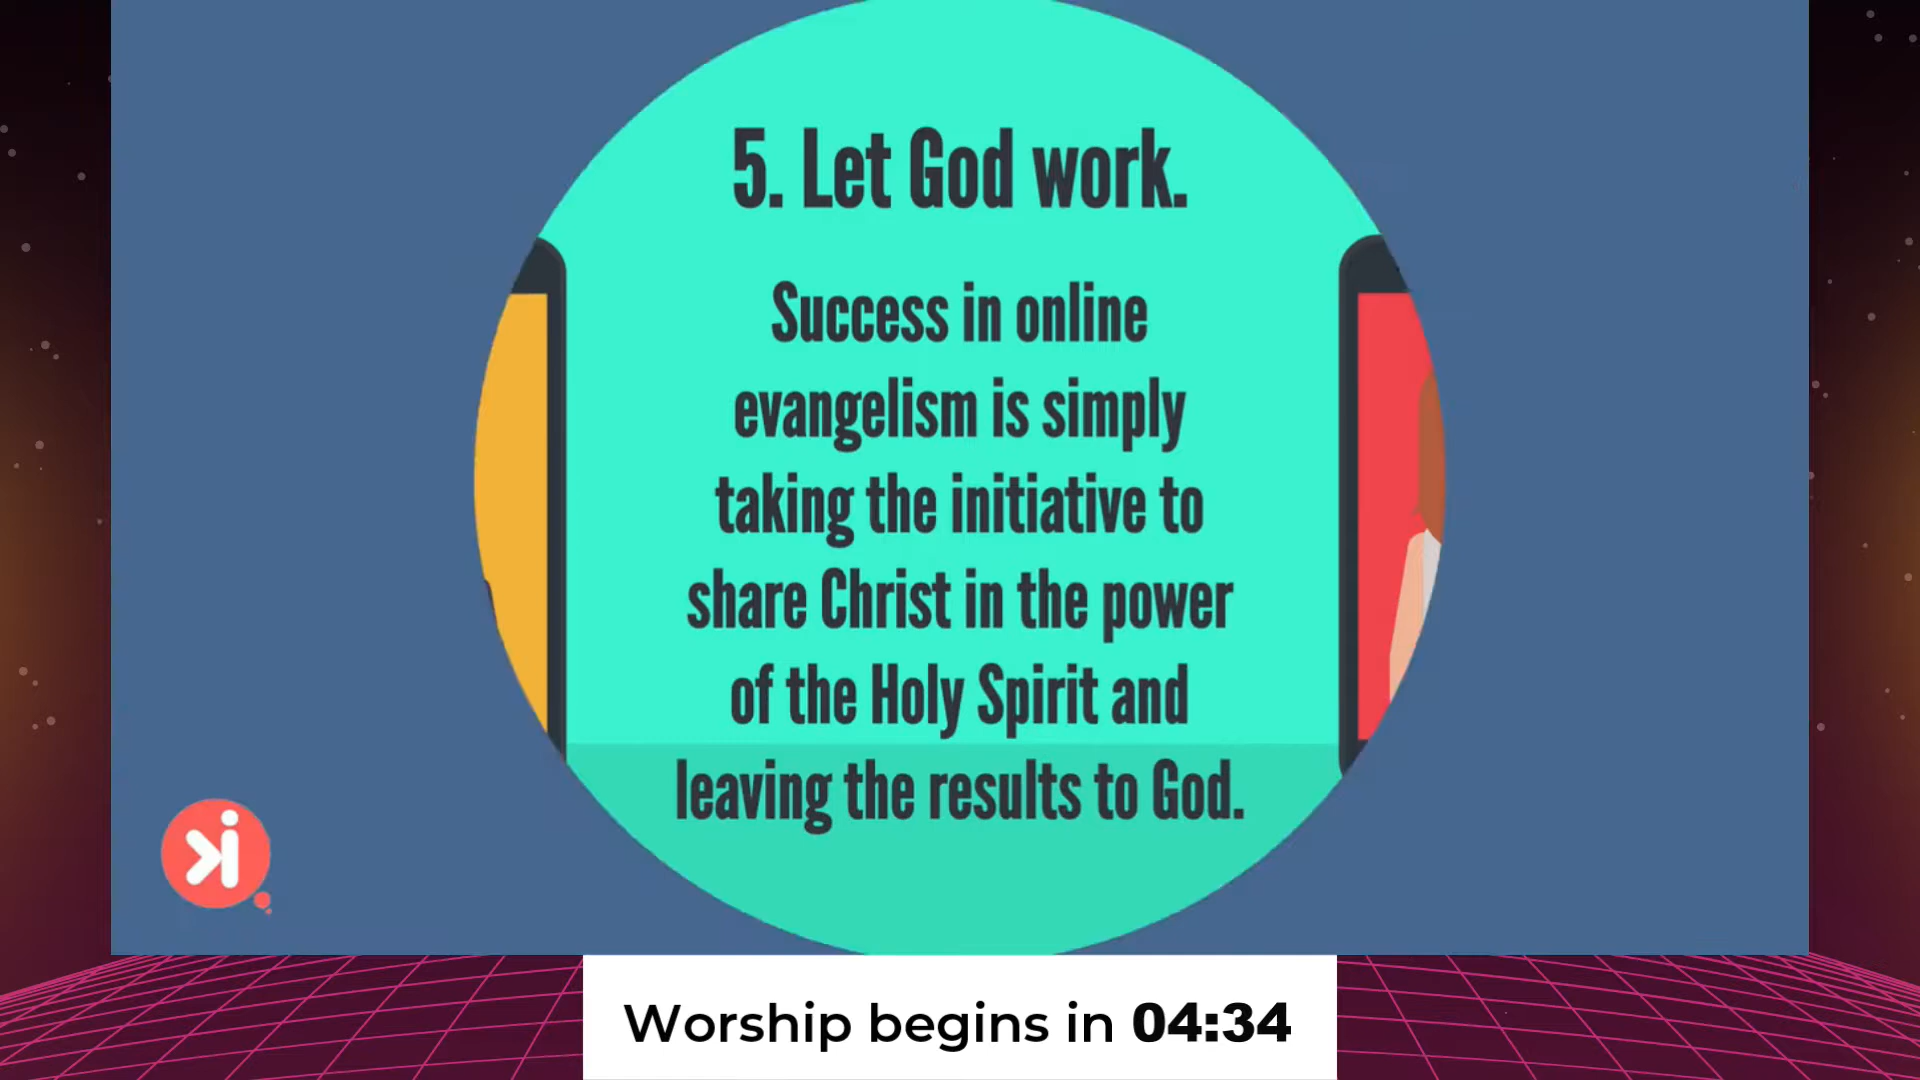 5. Let God work.
Success in online
evangelism is simply
taking the initiative to
share Christ in the power
of the Holy Spirit and
leaving the results to God.
Worship begins in 04:34